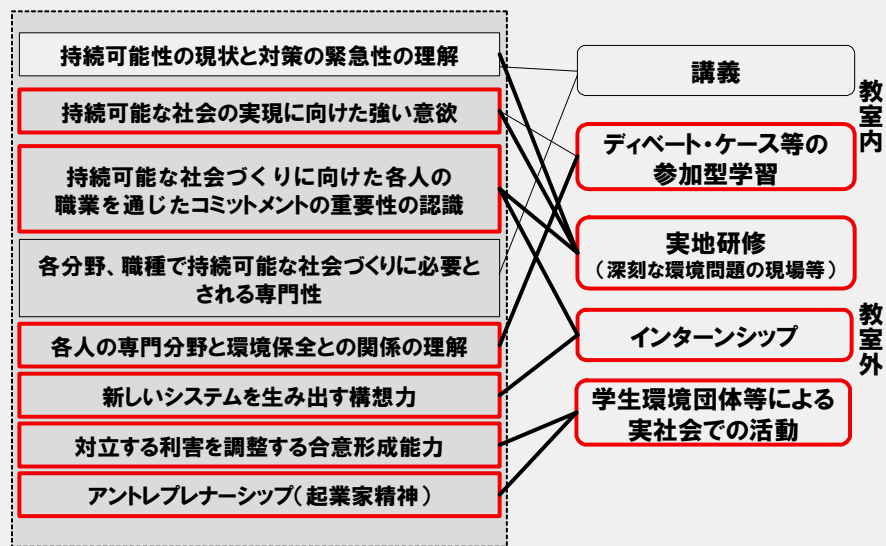 持続可能性の現状と対策の緊急性の理解
持続可能な社会の実現に向けた強い意欲
持続可能な社会づくりに向けた各人の
職業を通じたコミットメントの重要性の認識
各分野、職種で持続可能な社会づくりに必要と
される専門性
各人の専門分野と環境保全との関係の理解
新しいシステムを生み出す構想力
対立する利害を調整する合意形成能力
アントレプレナーシップ（起業家精神）
講義
ディベート・ケース等の
参加型学習
実地研修
（深刻な環境問題の現場等）
インターンシップ
学生環境団体等による
実社会での活動
教室内
教室外